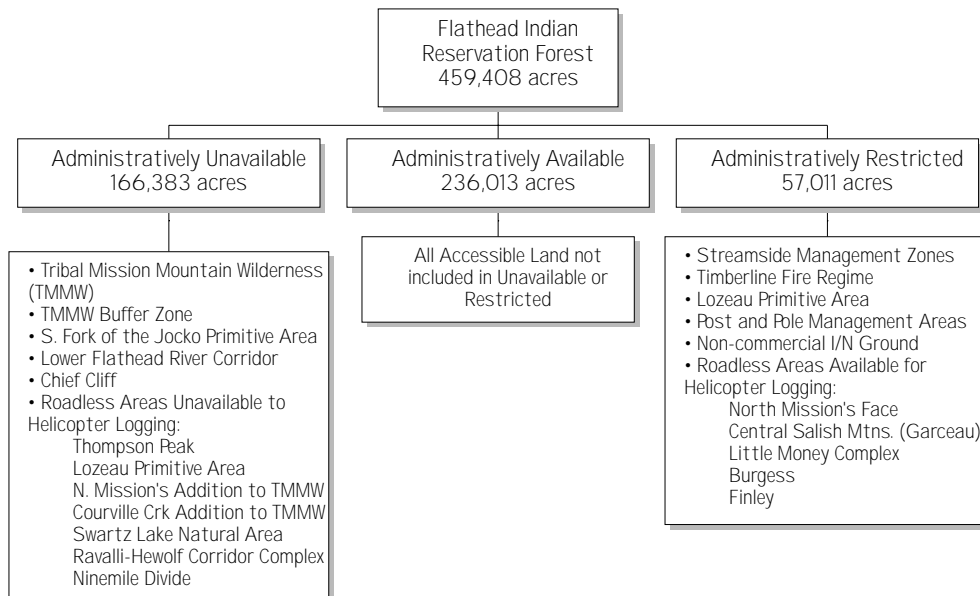 Flathead Indian
Reservation Forest
459,408 acres
Administratively Unavailable
166,383 acres
Administratively Available
236,013 acres
Administratively Restricted
57,011 acres
• Tribal Mission Mountain Wilderness
(TMMW)
• TMMW Buffer Zone
• S. Fork of the Jocko Primitive Area
• Lower Flathead River Corridor
• Chief Cliff
• Roadless Areas Unavailable to
Helicopter Logging:
Thompson Peak
Lozeau Primitive Area
N. Mission's Addition to TMMW
Courville Crk Addition to TMMW
Swartz Lake Natural Area
Ravalli-Hewolf Corridor Complex
Ninemile Divide
All Accessible Land not
included in Unavailable or
Restricted
• Streamside Management Zones
• Timberline Fire Regime
• Lozeau Primitive Area
• Post and Pole Management Areas
• Non-commercial I/N Ground
• Roadless Areas Available for
Helicopter Logging:
North Mission's Face
Central Salish Mtns. (Garceau)
Little Money Complex
Burgess
Finley